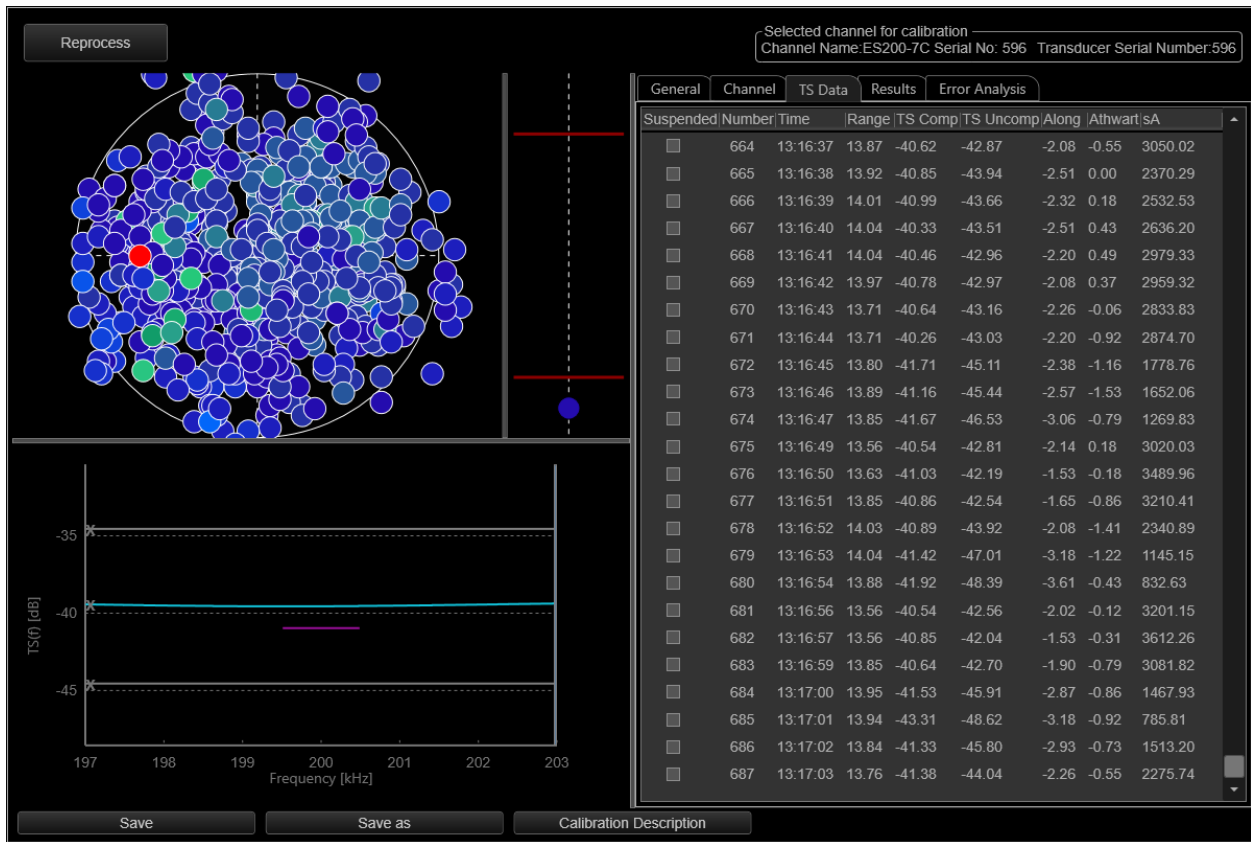 Reprocess
Selected channel for calibration
Channel Name:ES200-7C Serial No: 596 Transducer Serial Number:596
General Channel TS Data Results Error Analysis
Suspended Number Time Range TS Comp TS Uncomp Along Athwart sA
664 13:16:37 13.87 -40.62 -42.87 -2.08 -0.55 3050.02
665 13:16:38 13.92 -40.85 -43.94 -2.51 0.00 2370.29
666 13:16:39 14.01 -40.99 -43.66 -2.32 0.18 2532.53
667 13:16:40 14.04 -40.33 -43.51 -2.51 0.43 2636.20
668 13:16:41 14.04 -40.46 -42.96 -2.20 0.49 2979.33
669 13:16:42 13.97 -40.78 -42.97 -2.08 0.37 2959.32
670 13:16:43 13.71 -40.64 -43.16 -2.26 -0.06 2833.83
671 13:16:44 13.71 -40.26 -43.03 -2.20 -0.92 2874.70
672 13:16:45 13.80 -41.71 -45.11 -2.38 -1.16 1778.76
673 13:16:46 13.89 -41.16 -45.44 -2.57 -1.53 1652.06
674 13:16:47 13.85 -41.67 -46.53 -3.06 -0.79 1269.83
675 13:16:49 13.56 -40.54 -42.81 -2.14 0.18 3020.03
676 13:16:50 13.63 -41.03 -42.19 -1.53 -0.18 3489.96
677 13:16:51 13.85 -40.86 -42.54 -1.65 -0.86 3210.41
678 13:16:52 14.03 -40.89 -43.92 -2.08 -1.41 2340.89
679 13:16:53 14.04 -41.42 -47.01 -3.18 -1.22 1145.15
680 13:16:54 13.88 -41.92 -48.39 -3.61 -0.43 832.63
681 13:16:56 13.56 -40.54 -42.56 -2.02 -0.12 3201.15
682 13:16:57 13.56 -40.85 -42.04 -1.53 -0.31 3612.26
683 13:16:59 13.85 -40.64 -42.70 -1.90 -0.79 3081.82
684 13:17:00 13.95 -41.53 -45.91 -2.87 -0.86 1467.93
685 13:17:01 13.94 -43.31 -48.62 -3.18 -0.92 785.81
686 13:17:02 13.84 -41.33 -45.80 -2.93 -0.73 1513.20
687 13:17:03 13.76 -41.38 -44.04 -2.26 -0.55 2275.74
TS(f) [dB]
-35
-40
-45
197 198 199 200 201 202 203
Frequency [kHz]
Save Save as Calibration Description